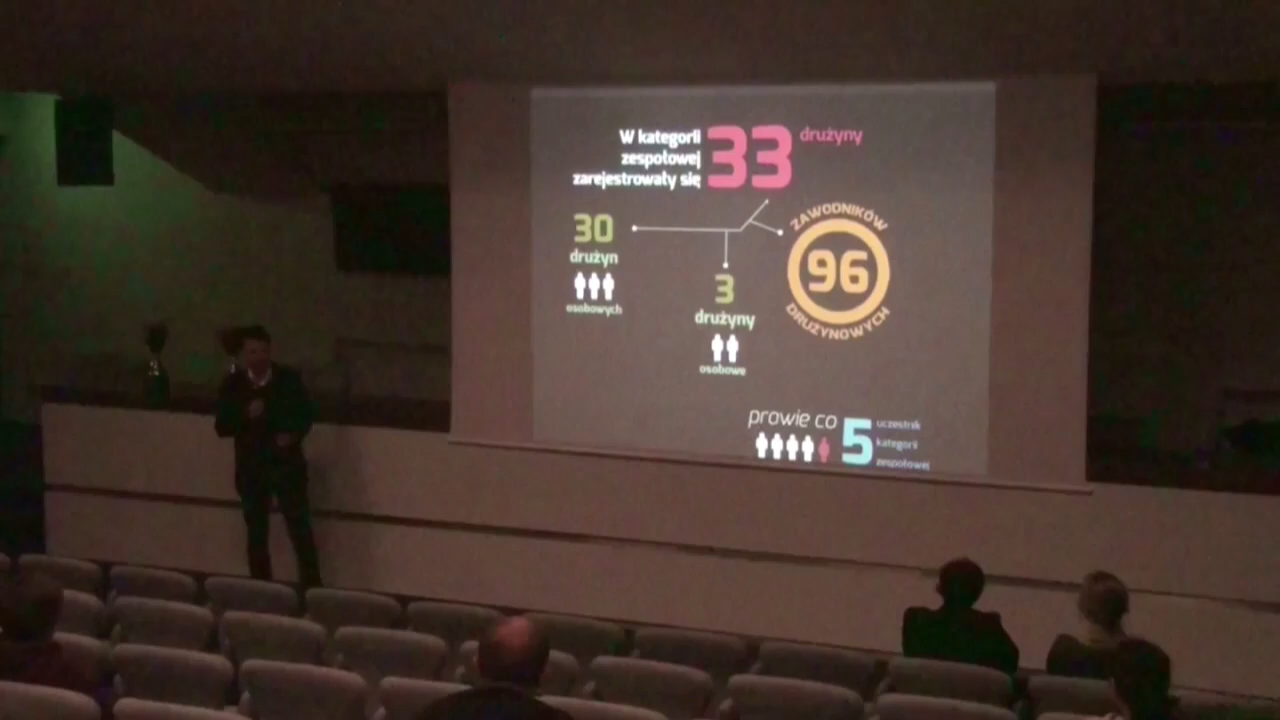 W kategorii
zespołowej
zarejestrowały się
33
drużyny
30
drużyn
osobowych
3
drużyny
osobowe
ZAWODNIKÓW
96
DRUŻYNOWYCH
prawie co
5
uczestnik
kategorii
zespołowej